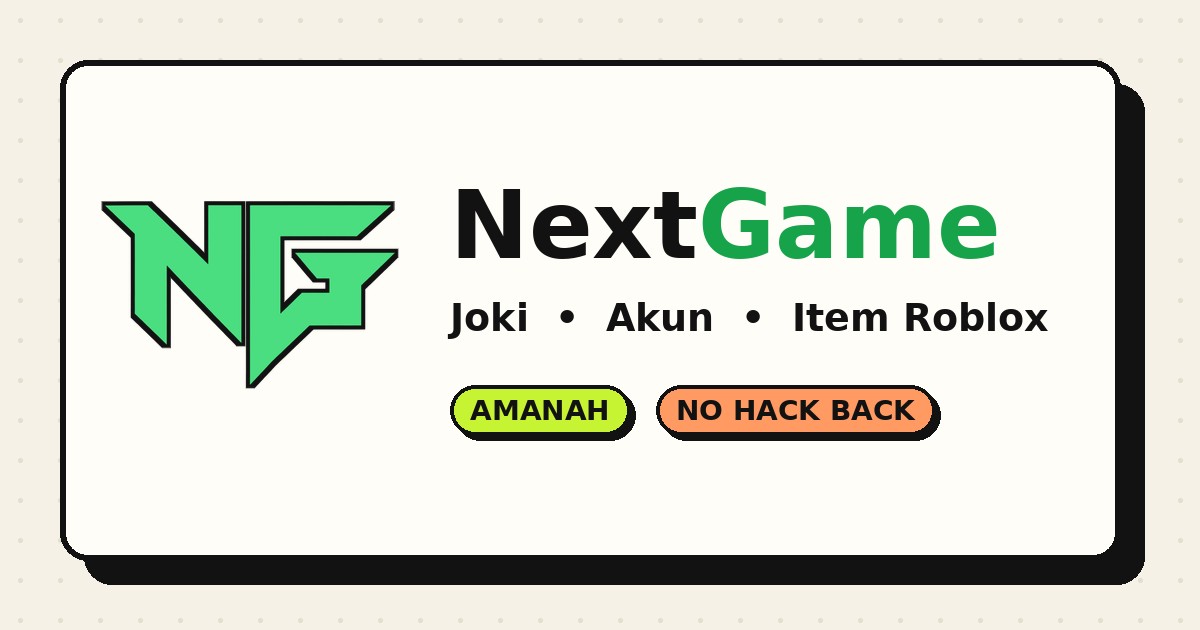 NG
NextGame
Joki • Akun • Item Roblox
AMANAH
NO HACK BACK